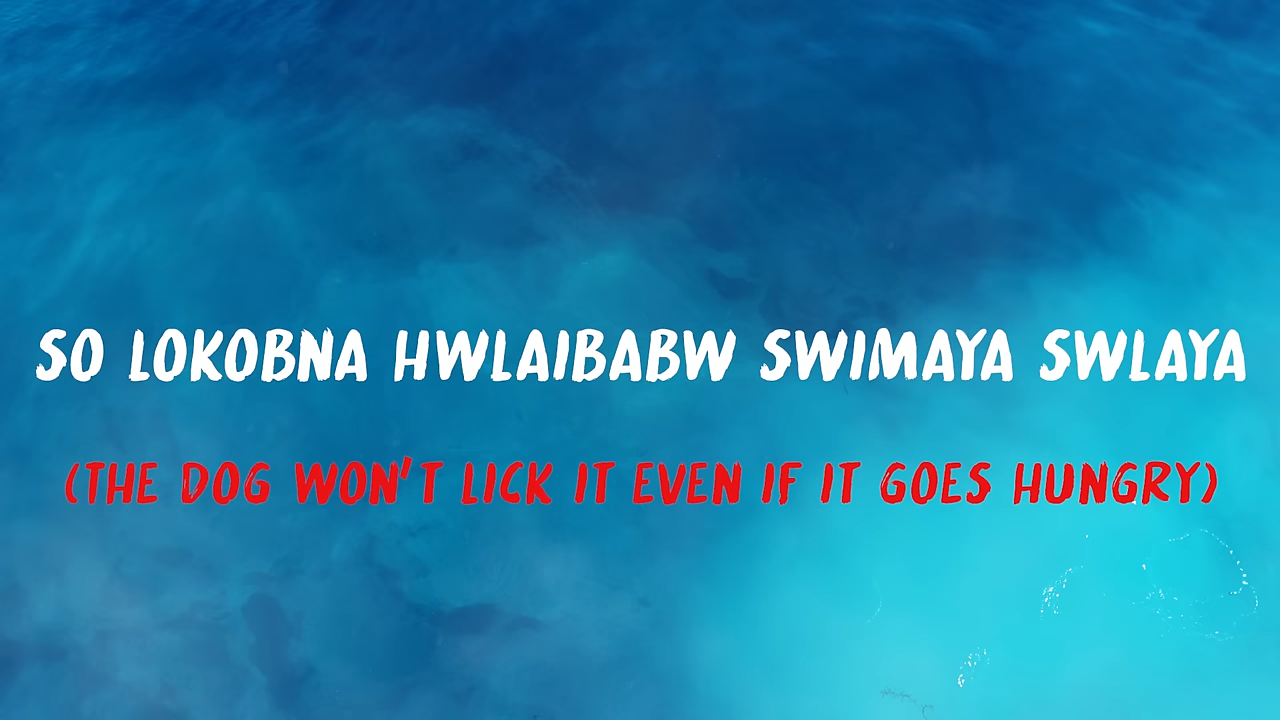 SO LOKOBNA HWLAIBABW SWIMAYA SWLAYA
(THE DOG WON'T LICK IT EVEN IF IT GOES HUNGRY)